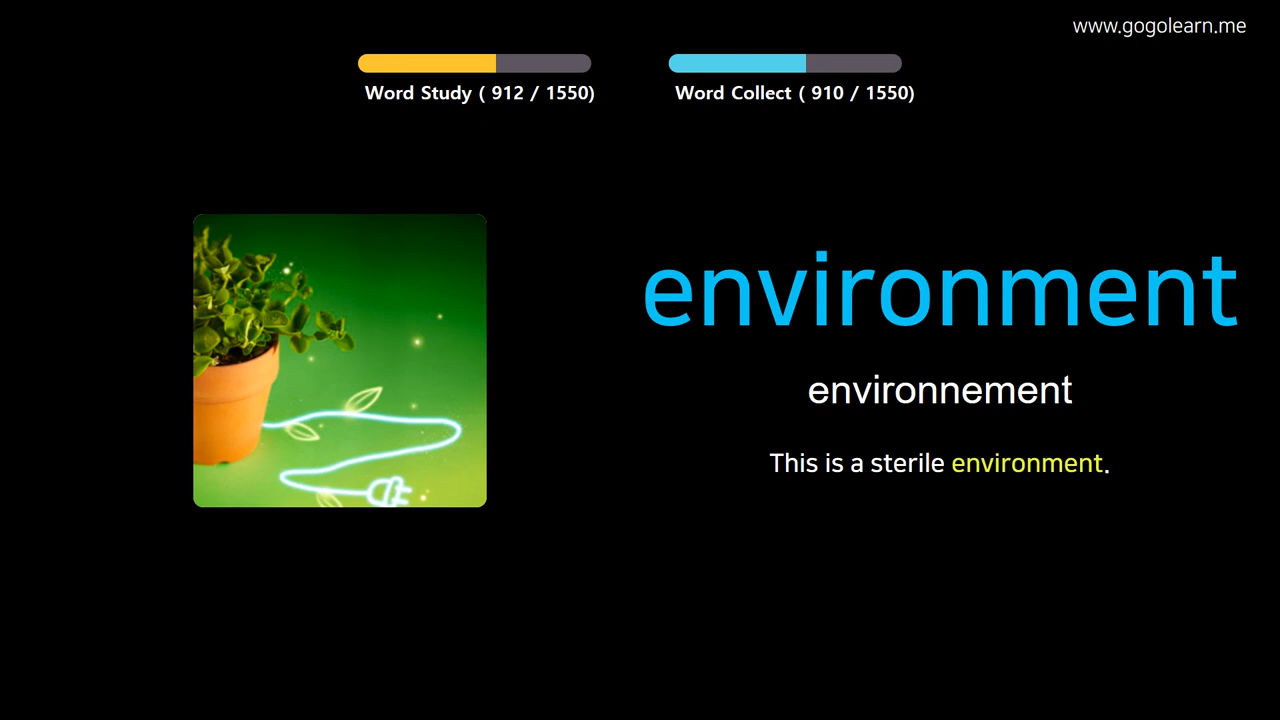 www.gogolearn.me
Word Study ( 912 / 1550)
Word Collect ( 910 / 1550)
environment
environnement
This is a sterile environment.